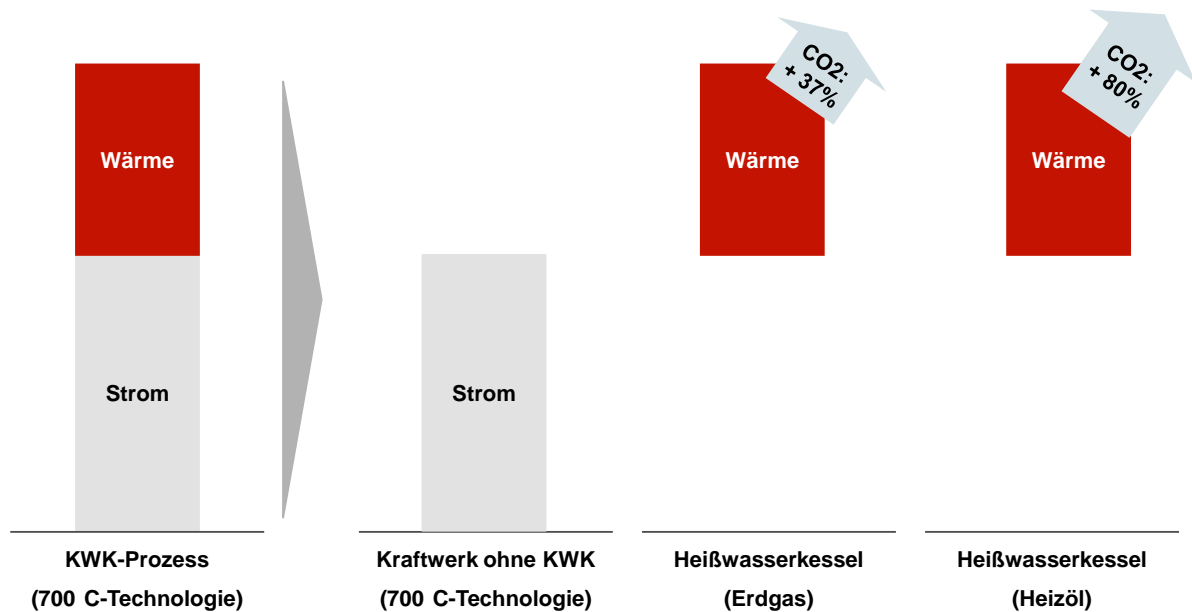 CO2:
+ 37%
CO2:
+ 80%
Wärme
Wärme
Wärme
Strom
Strom
KWK-Prozess
(700 C-Technologie)
Kraftwerk ohne KWK
(700 C-Technologie)
Heißwasserkessel
(Erdgas)
Heißwasserkessel
(Heizöl)